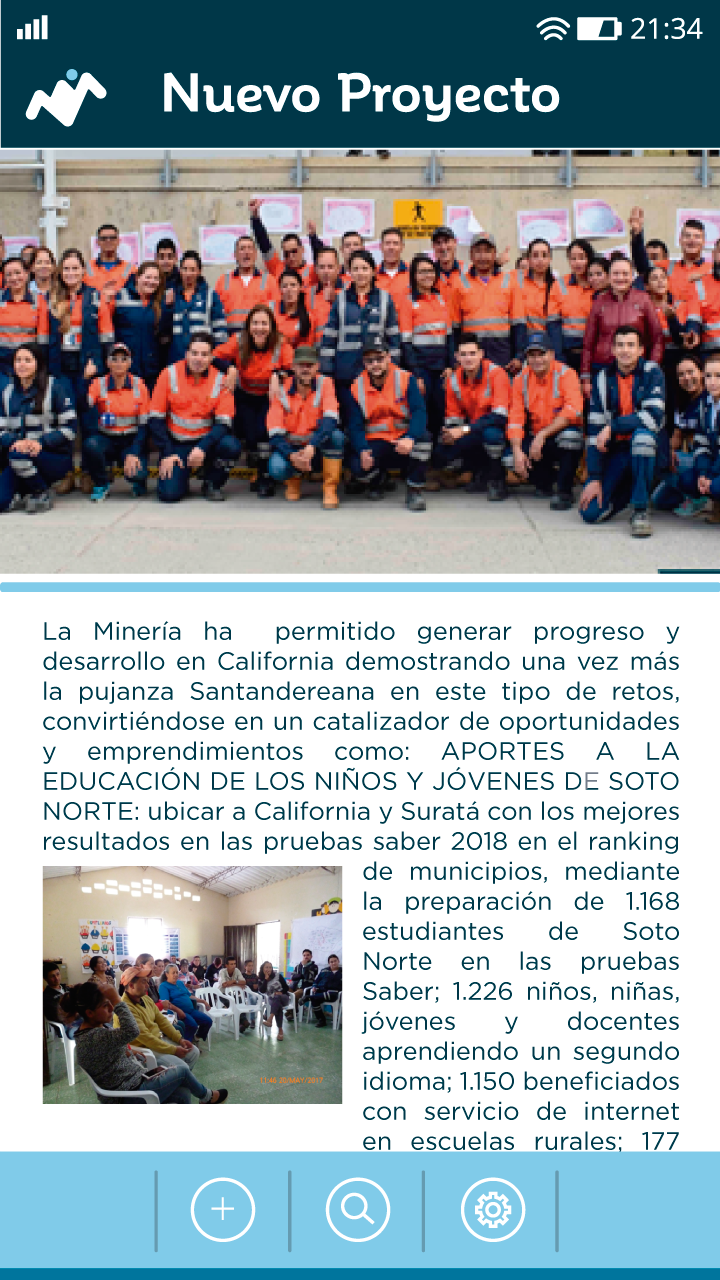 21:34
Nuevo Proyecto
La Minería ha permitido generar progreso y
desarrollo en California demostrando una vez más
la pujanza Santandereana en este tipo de retos,
convirtiéndose en un catalizador de oportunidades
y emprendimientos como: APORTES A LA
EDUCACIÓN DE LOS NIÑOS Y JÓVENES DE SOTO
NORTE: ubicar a California y Suratá con los mejores
resultados en las pruebas saber 2018 en el ranking
de municipios, mediante
la preparación de 1.168
estudiantes de Soto
Norte en las pruebas
Saber; 1.226 niños, niñas,
jóvenes y docentes
aprendiendo un segundo
idioma; 1.150 beneficiados
con servicio de internet
en escuelas rurales; 177